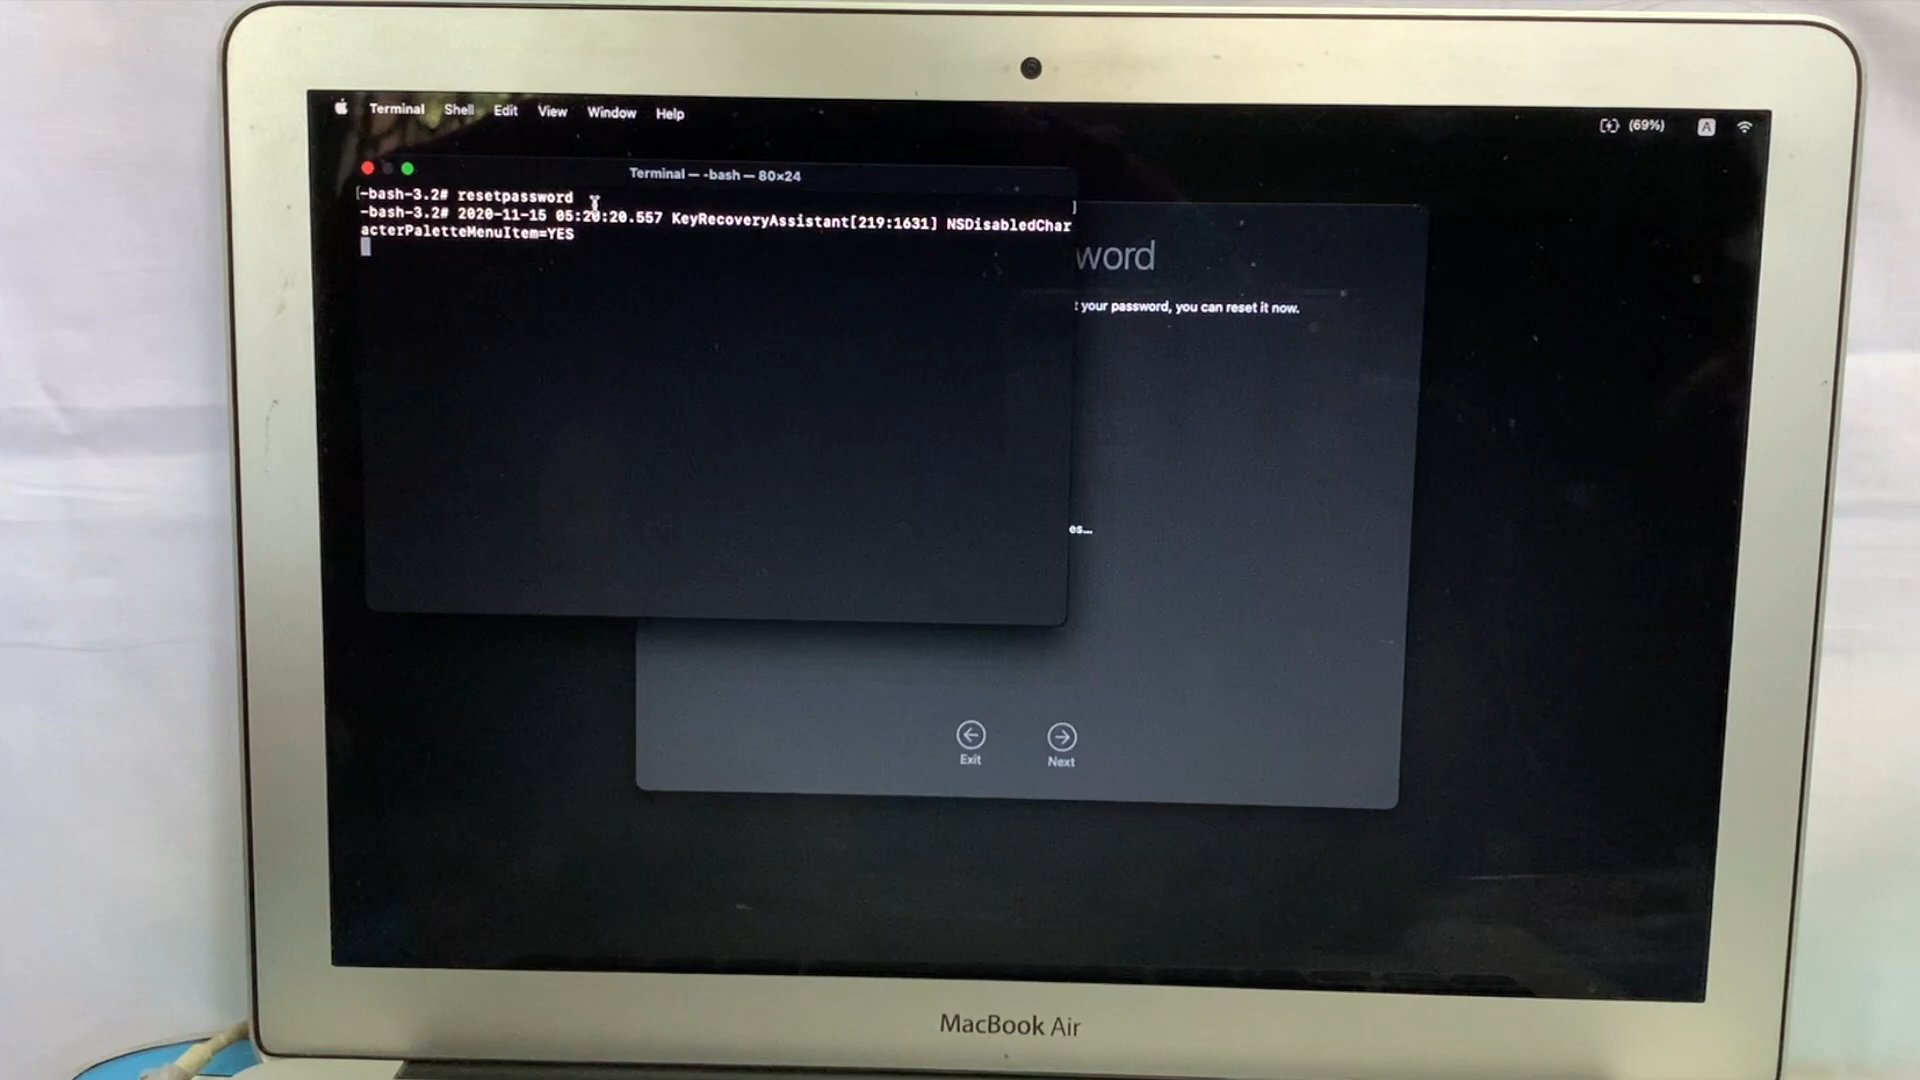 Terminal Shell Edit View Window Help
(69%) A
Terminal — -bash — 80×24
-bash-3.2# resetpassword
-bash-3.2# 2020-11-15 05:20:20.557 KeyRecoveryAssistant[219:1631] NSDisabledChar
acterPaletteMenuItem=YES
word
your password, you can reset it now.
es...
Exit Next
MacBook Air